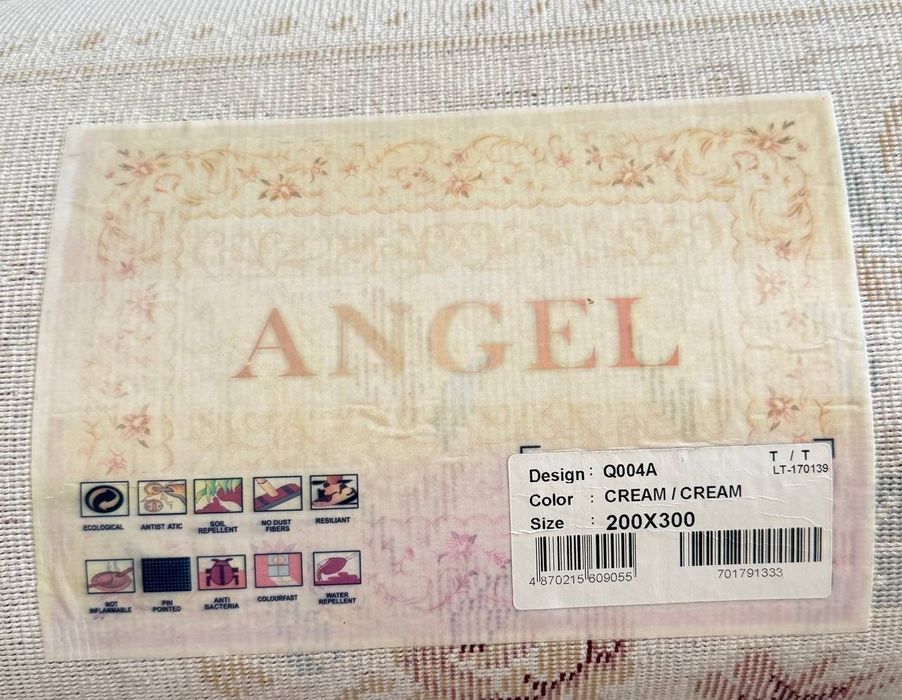 ANGEL
T / T
LT-170139
Design : Q004A
Color : CREAM / CREAM
Size : 200X300
4 870215 609055
701791333
ECOLOGICAL
ANTIST ATIC
SOIL
REPELLENT
NO DUST
FIBERS
RESILIANT
NOT
INFLAMMABLE
PIN
POINTED
ANTI
BACTERIA
COLOURFAST
WATER
REPELLENT